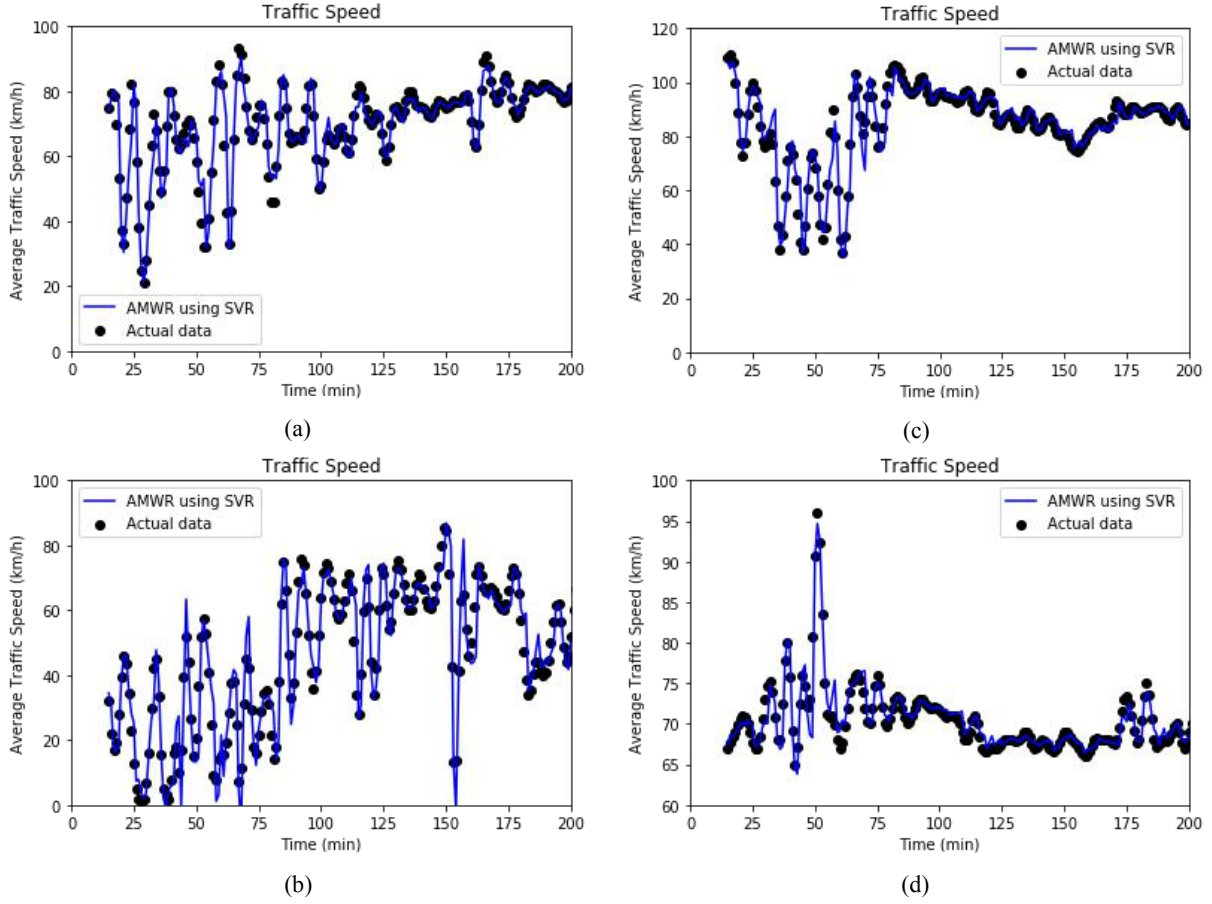 Traffic Speed
Average Traffic Speed (km/h)
100
80
60
40
20
0
AMWR using SVR
Actual data
0 25 50 75 100 125 150 175 200
Time (min)
(a)
Traffic Speed
Average Traffic Speed (km/h)
120
100
80
60
40
20
0
AMWR using SVR
Actual data
0 25 50 75 100 125 150 175 200
Time (min)
(c)
Traffic Speed
Average Traffic Speed (km/h)
100
80
60
40
20
0
AMWR using SVR
Actual data
0 25 50 75 100 125 150 175 200
Time (min)
(b)
Traffic Speed
Average Traffic Speed (km/h)
100
95
90
85
80
75
70
65
60
AMWR using SVR
Actual data
0 25 50 75 100 125 150 175 200
Time (min)
(d)